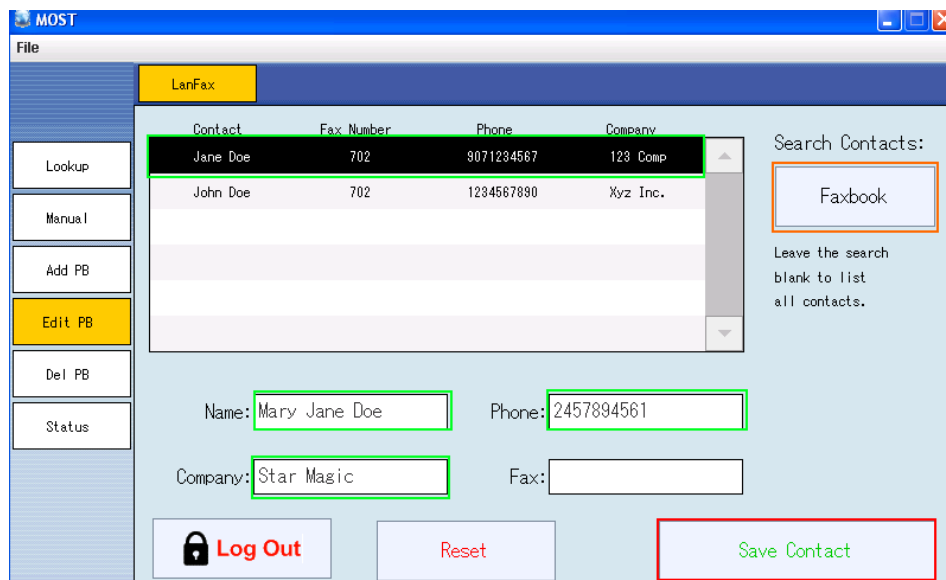 MOST
File
LanFax
Contact Fax Number Phone Company
Jane Doe 702 9071234567 123 Comp
John Doe 702 1234567890 Xyz Inc.
Lookup
Manual
Add PB
Edit PB
Del PB
Status
Search Contacts:
Faxbook
Leave the search
blank to list
all contacts.
Name: Mary Jane Doe Phone: 2457894561
Company: Star Magic Fax:
Log Out Reset Save Contact